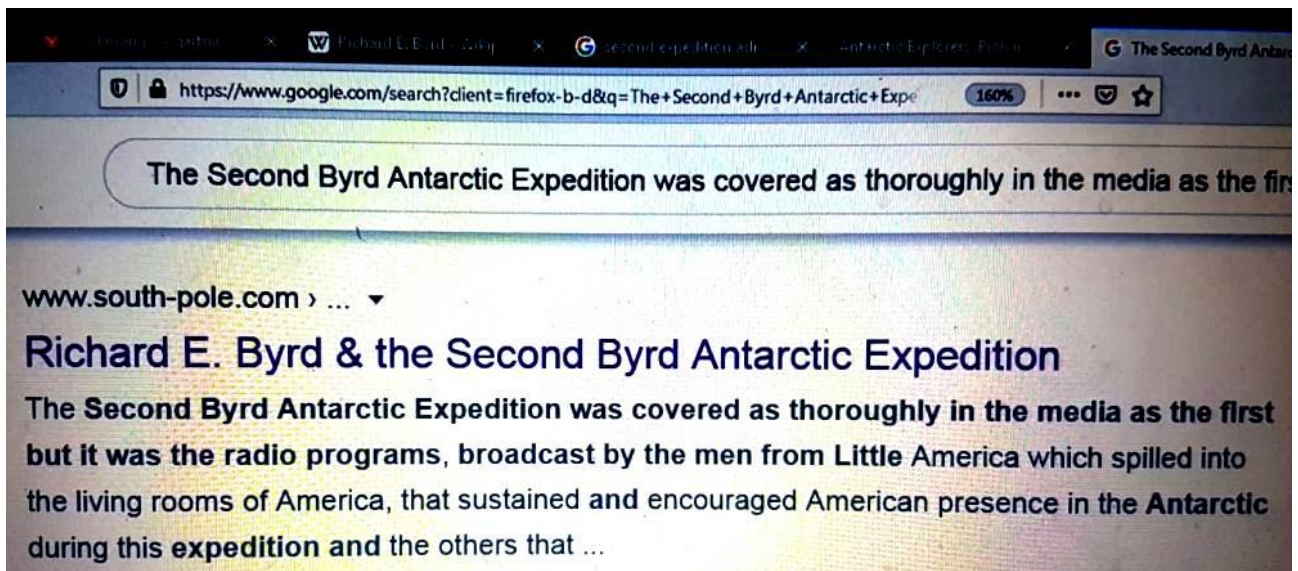 Richard E. Byrd
second expedition
The Second Byrd Antarc
https://www.google.com/search?client=firefox-b-d&q=The+Second+Byrd+Antarctic+Expe 160%
The Second Byrd Antarctic Expedition was covered as thoroughly in the media as the firs
www.south-pole.com › ...
Richard E. Byrd & the Second Byrd Antarctic Expedition
The Second Byrd Antarctic Expedition was covered as thoroughly in the media as the first
but it was the radio programs, broadcast by the men from Little America which spilled into
the living rooms of America, that sustained and encouraged American presence in the Antarctic
during this expedition and the others that ...